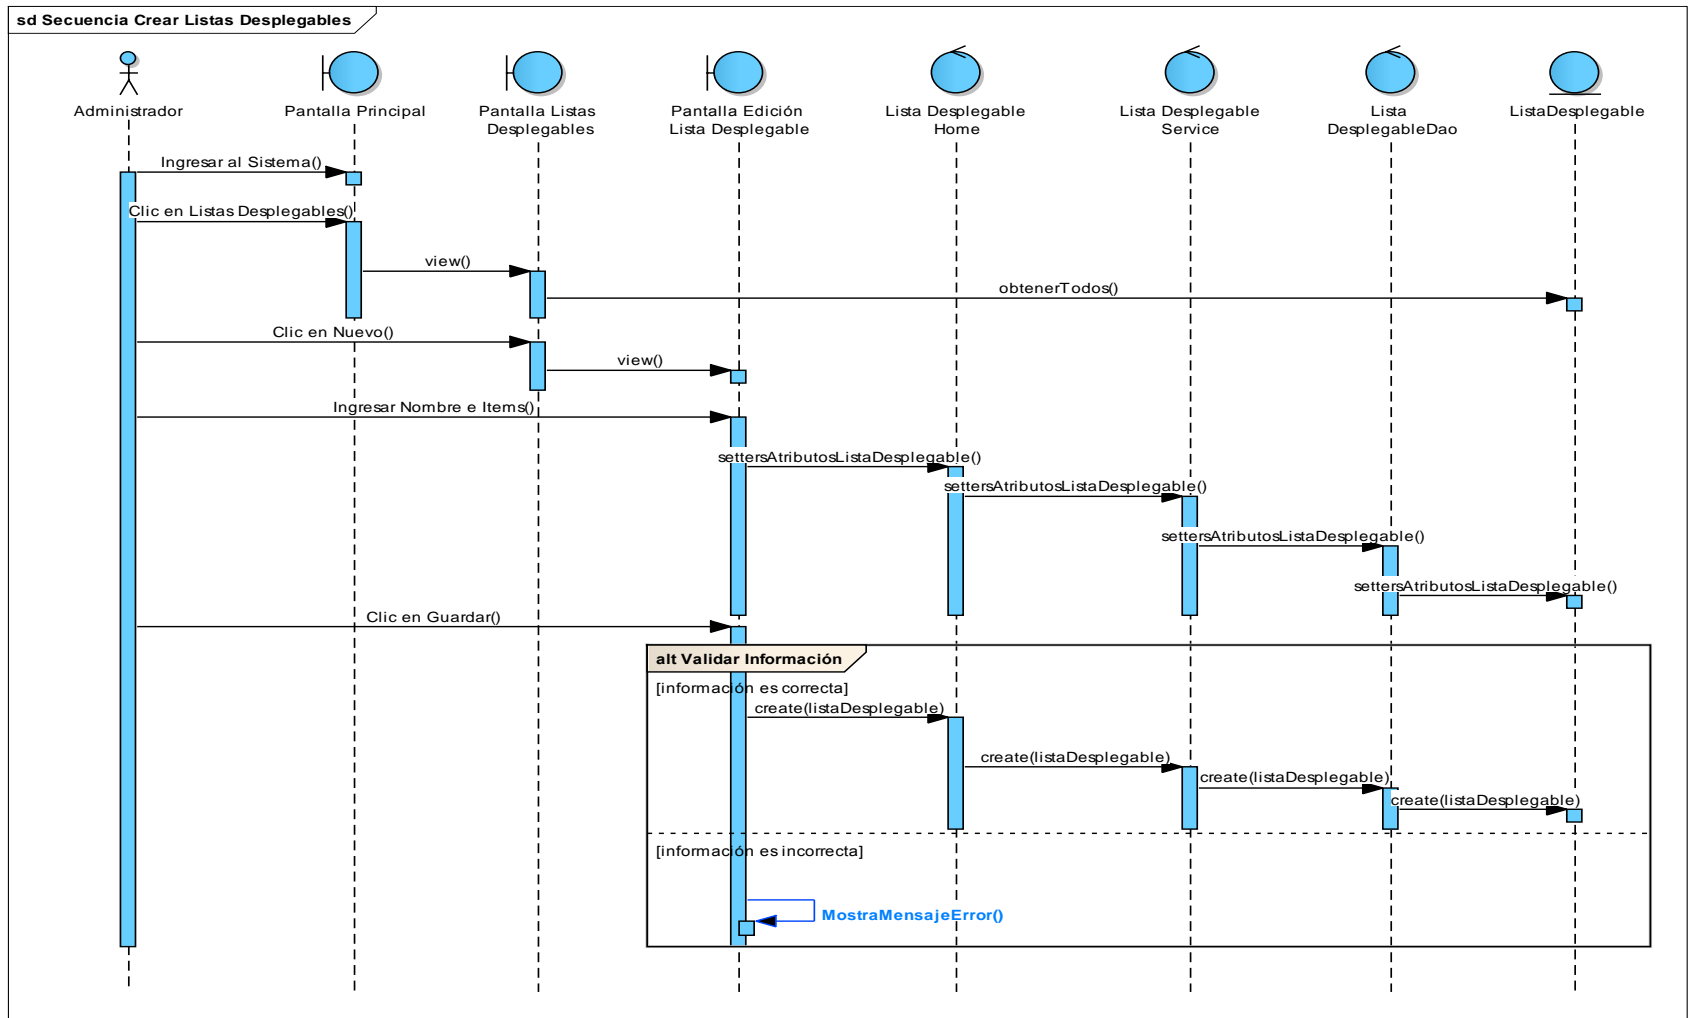 sd Secuencia Crear Listas Desplegables
Administrador
Pantalla Principal
Pantalla Listas
Desplegables
Pantalla Edición
Lista Desplegable
Lista Desplegable
Home
Lista Desplegable
Service
Lista
DesplegableDao
ListaDesplegable
Ingresar al Sistema()
Clic en Listas Desplegables()
view()
obtenerTodos()
Clic en Nuevo()
view()
Ingresar Nombre e Items()
settersAtributosListaDesplegable()
settersAtributosListaDesplegable()
settersAtributosListaDesplegable()
settersAtributosListaDesplegable()
Clic en Guardar()
alt Validar Información
[información es correcta]
create(listaDesplegable)
create(listaDesplegable)
create(listaDesplegable)
create(listaDesplegable)
[información es incorrecta]
MostraMensajeError()